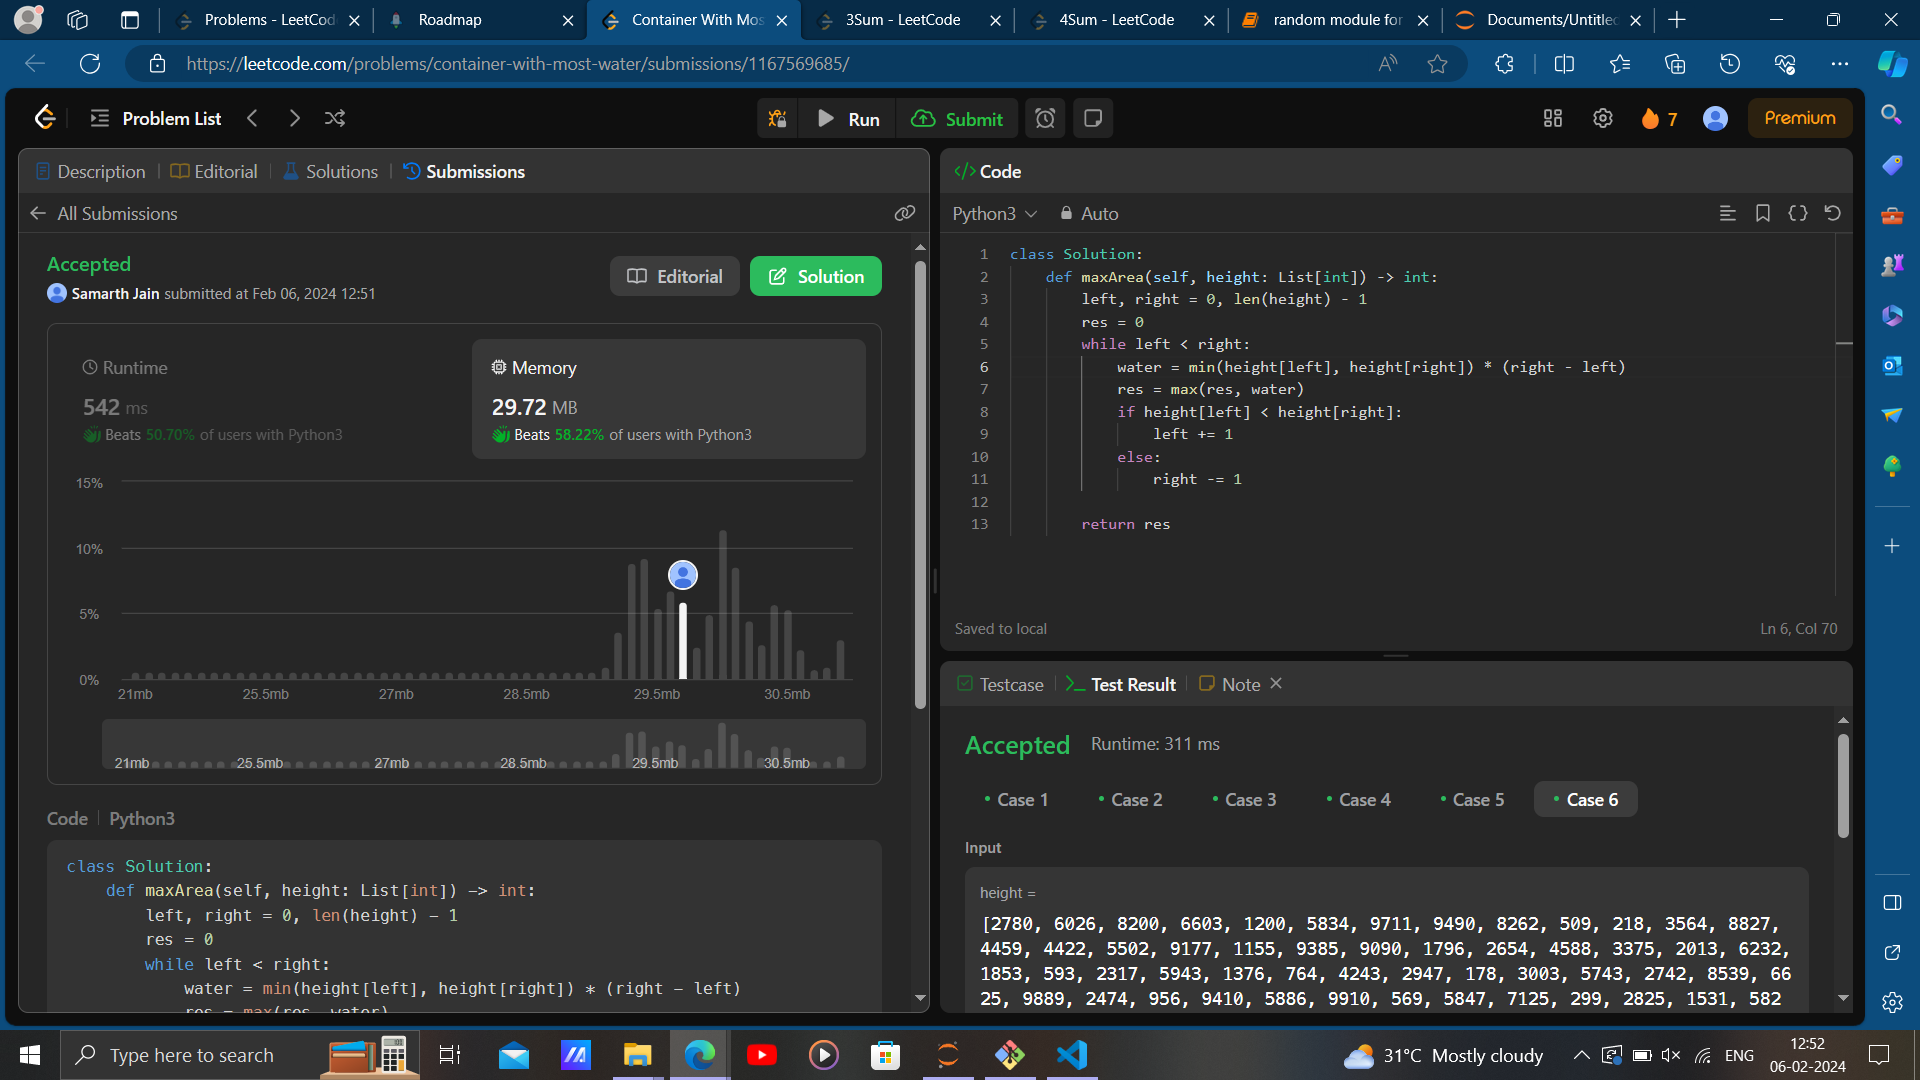 Problems - LeetCod
Roadmap
Container With Mos
3Sum - LeetCode
4Sum - LeetCode
random module for
Documents/Untitle
https://leetcode.com/problems/container-with-most-water/submissions/1167569685/
Problem List
Run
Submit
7
Premium
Description
Editorial
Solutions
Submissions
All Submissions
Accepted
Samarth Jain submitted at Feb 06, 2024 12:51
Editorial
Solution
Runtime
542 ms
Beats 50.70% of users with Python3
Memory
29.72 MB
Beats 58.22% of users with Python3
15%
10%
5%
0%
21mb 25.5mb 27mb 28.5mb 29.5mb 30.5mb
21mb 25.5mb 27mb 28.5mb 29.5mb 30.5mb
Code | Python3
class Solution:
    def maxArea(self, height: List[int]) -> int:
        left, right = 0, len(height) - 1
        res = 0
        while left < right:
            water = min(height[left], height[right]) * (right - left)
            res = max(res, water)
Code
Python3 Auto
1 class Solution:
2     def maxArea(self, height: List[int]) -> int:
3         left, right = 0, len(height) - 1
4         res = 0
5         while left < right:
6             water = min(height[left], height[right]) * (right - left)
7             res = max(res, water)
8             if height[left] < height[right]:
9                 left += 1
10             else:
11                 right -= 1
12
13         return res
Saved to local
Ln 6, Col 70
Testcase
Test Result
Note
Accepted Runtime: 311 ms
Case 1 Case 2 Case 3 Case 4 Case 5 Case 6
Input
height =
[2780, 6026, 8200, 6603, 1200, 5834, 9711, 9490, 8262, 509, 218, 3564, 8827,
4459, 4422, 5502, 9177, 1155, 9385, 9090, 1796, 2654, 4588, 3375, 2013, 6232,
1853, 593, 2317, 5943, 1376, 764, 4243, 2947, 178, 3003, 5743, 2742, 8539, 66
25, 9889, 2474, 956, 9410, 5886, 9910, 569, 5847, 7125, 299, 2825, 1531, 582
Type here to search
31°C Mostly cloudy
ENG
12:52
06-02-2024